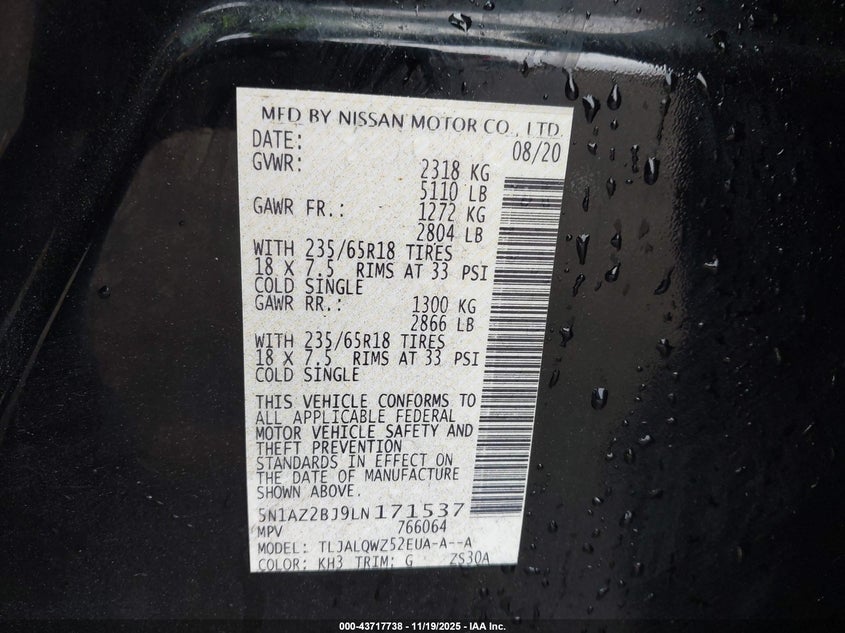 MFD BY NISSAN MOTOR CO., LTD.
DATE: 08/20
GVWR: 2318 KG
5110 LB
GAWR FR.: 1272 KG
2804 LB
WITH 235/65R18 TIRES
18 X 7.5 RIMS AT 33 PSI
COLD SINGLE
GAWR RR.: 1300 KG
2866 LB
WITH 235/65R18 TIRES
18 X 7.5 RIMS AT 33 PSI
COLD SINGLE
THIS VEHICLE CONFORMS TO
ALL APPLICABLE FEDERAL
MOTOR VEHICLE SAFETY AND
THEFT PREVENTION
STANDARDS IN EFFECT ON
THE DATE OF MANUFACTURE
SHOWN ABOVE.
5N1AZ2BJ9LN171537
MPV 766064
MODEL: TLJALQWZ52EUA-A--A
COLOR: KH3 TRIM: G ZS30A
000-43717738 - 11/19/2025 - IAA Inc.